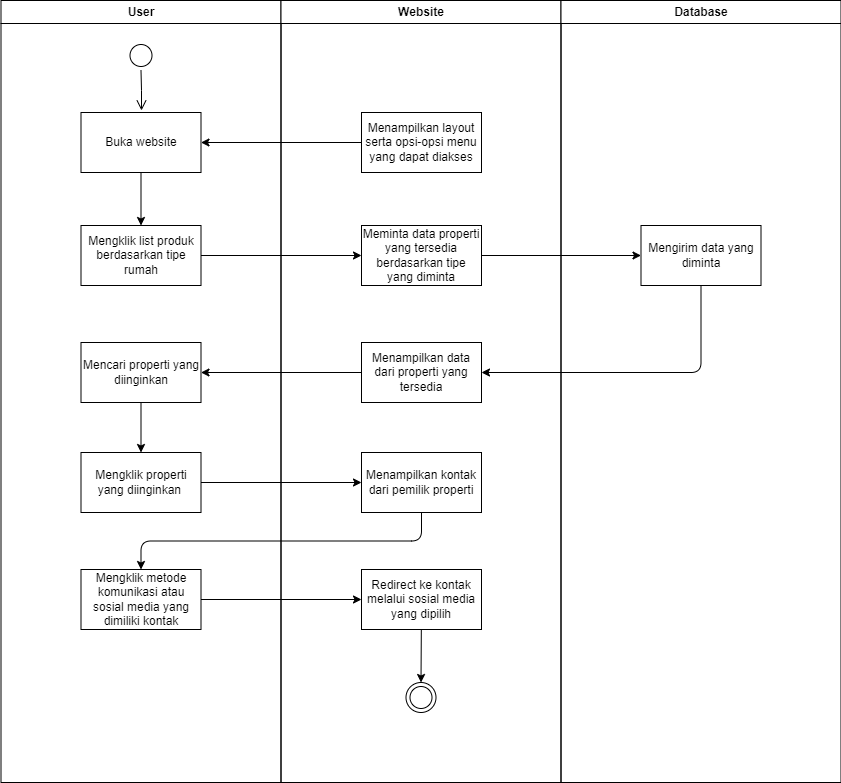 User
Website
Database
Buka website
Menampilkan layout
serta opsi-opsi menu
yang dapat diakses
Mengklik list produk
berdasarkan tipe
rumah
Meminta data properti
yang tersedia
berdasarkan tipe
yang diminta
Mengirim data yang
diminta
Mencari properti yang
diinginkan
Menampilkan data
dari properti yang
tersedia
Mengklik properti
yang diinginkan
Menampilkan kontak
dari pemilik properti
Mengklik metode
komunikasi atau
sosial media yang
dimiliki kontak
Redirect ke kontak
melalui sosial media
yang dipilih